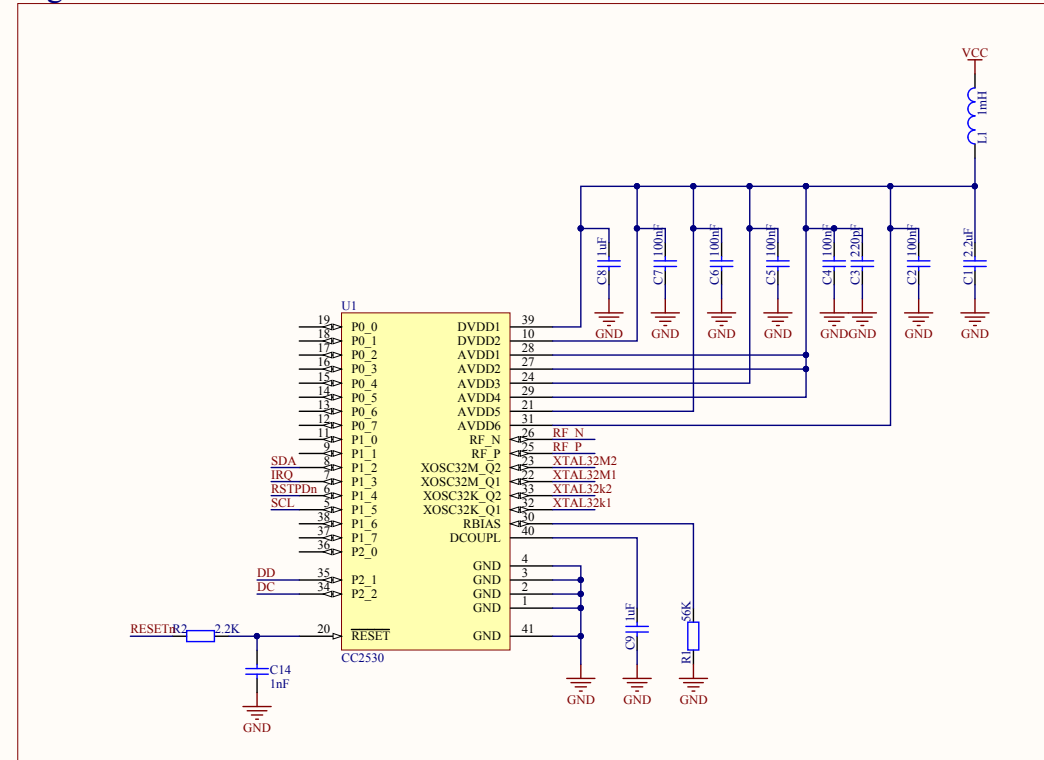 VCC
L1 1mH
C8 1uF
C7 100nF
C6 100nF
C5 100nF
C4 100nF
C3 220pF
C2 100nF
C1 2.2uF
GND GND GND GND GND GND GND GND
U1
19 P0_0 DVDD1 39
18 P0_1 DVDD2 10
17 P0_2 AVDD1 28
16 P0_3 AVDD2 27
15 P0_4 AVDD3 24
14 P0_5 AVDD4 29
13 P0_6 AVDD5 21
12 P0_7 AVDD6 31
11 P1_0 RF_N 26 RF_N
9 P1_1 RF_P 25 RF_P
SDA 8 P1_2 XOSC32M_Q2 23 XTAL32M2
IRQ 7 P1_3 XOSC32M_Q1 22 XTAL32M1
RSTPDn 6 P1_4 XOSC32K_Q2 33 XTAL32k2
SCL 5 P1_5 XOSC32K_Q1 32 XTAL32k1
38 P1_6 RBIAS 30
37 P1_7 DCOUPL 40
36 P2_0
GND 4
DD 35 P2_1 GND 3
DC 34 P2_2 GND 2
GND 1
RESETn R2 2.2K 20 RESET GND 41
CC2530
C9 1uF
R1 56K
C14
1nF
GND GND GND
GND